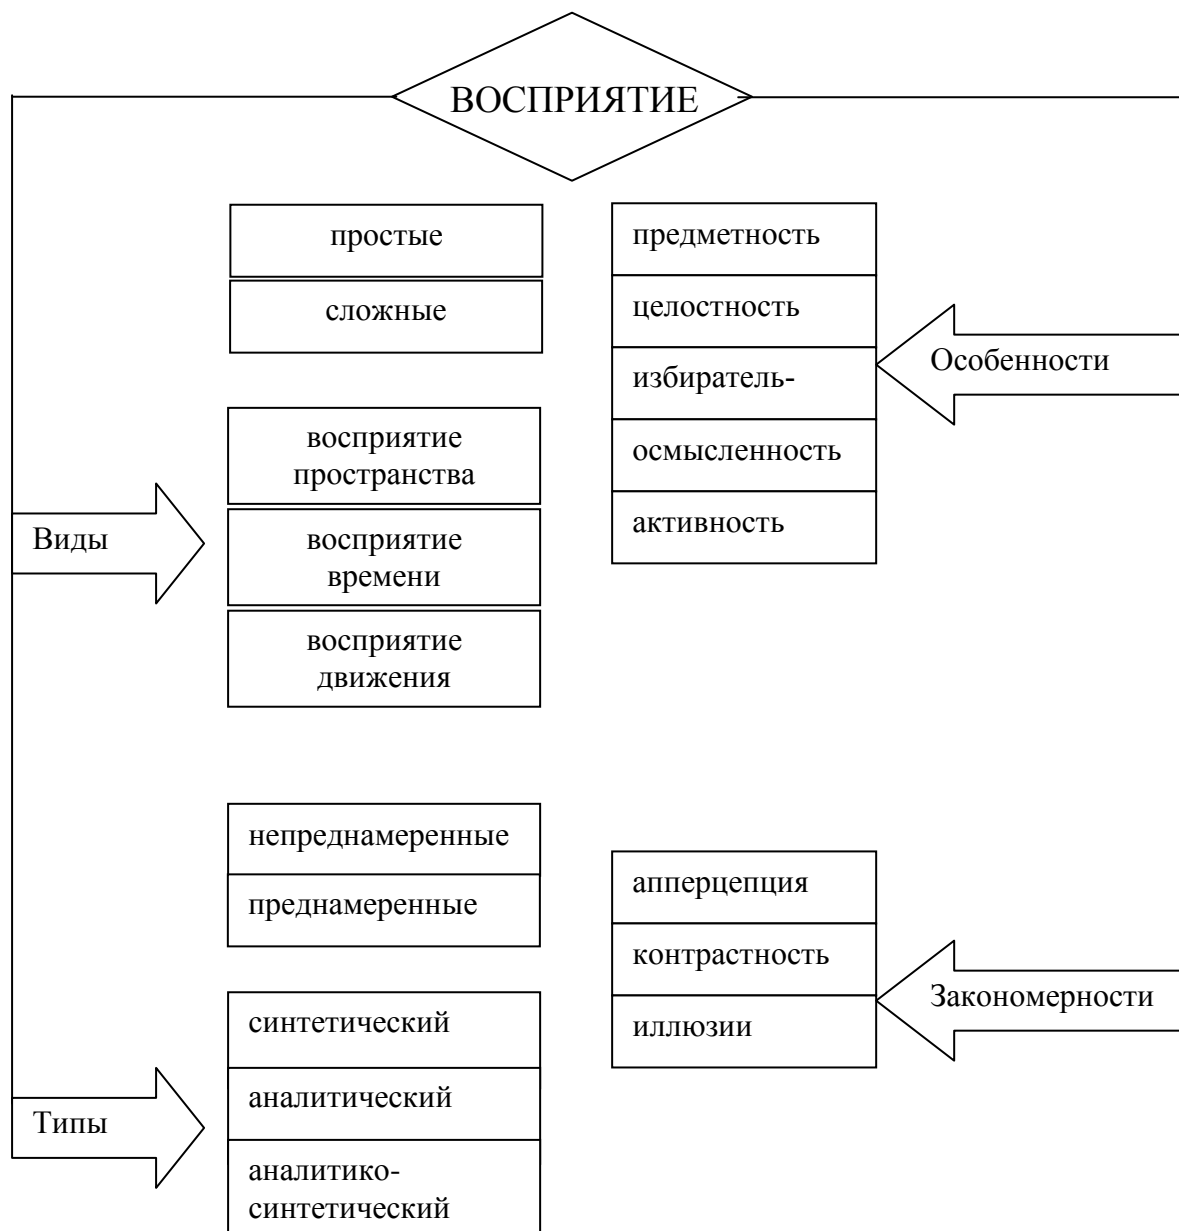 ВОСПРИЯТИЕ
простые
сложные
восприятие
пространства
восприятие
времени
восприятие
движения
Виды
непреднамеренные
преднамеренные
синтетический
аналитический
аналитико-
синтетический
Типы
предметность
целостность
избиратель-
осмысленность
активность
Особенности
апперцепция
контрастность
иллюзии
Закономерности